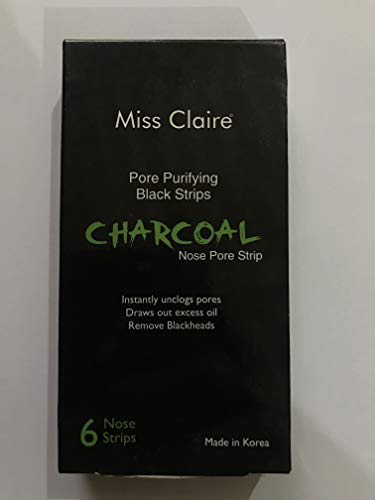 Miss Claire
Pore Purifying
Black Strips
CHARCOAL
Nose Pore Strip
Instantly unclogs pores
Draws out excess oil
Remove Blackheads
6 Nose Strips
Made in Korea